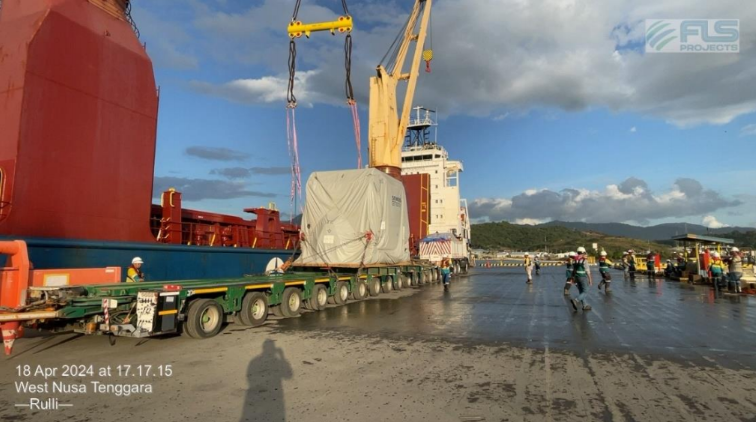 FLS
PROJECTS
18 Apr 2024 at 17.17.15
West Nusa Tenggara
—Rulli—